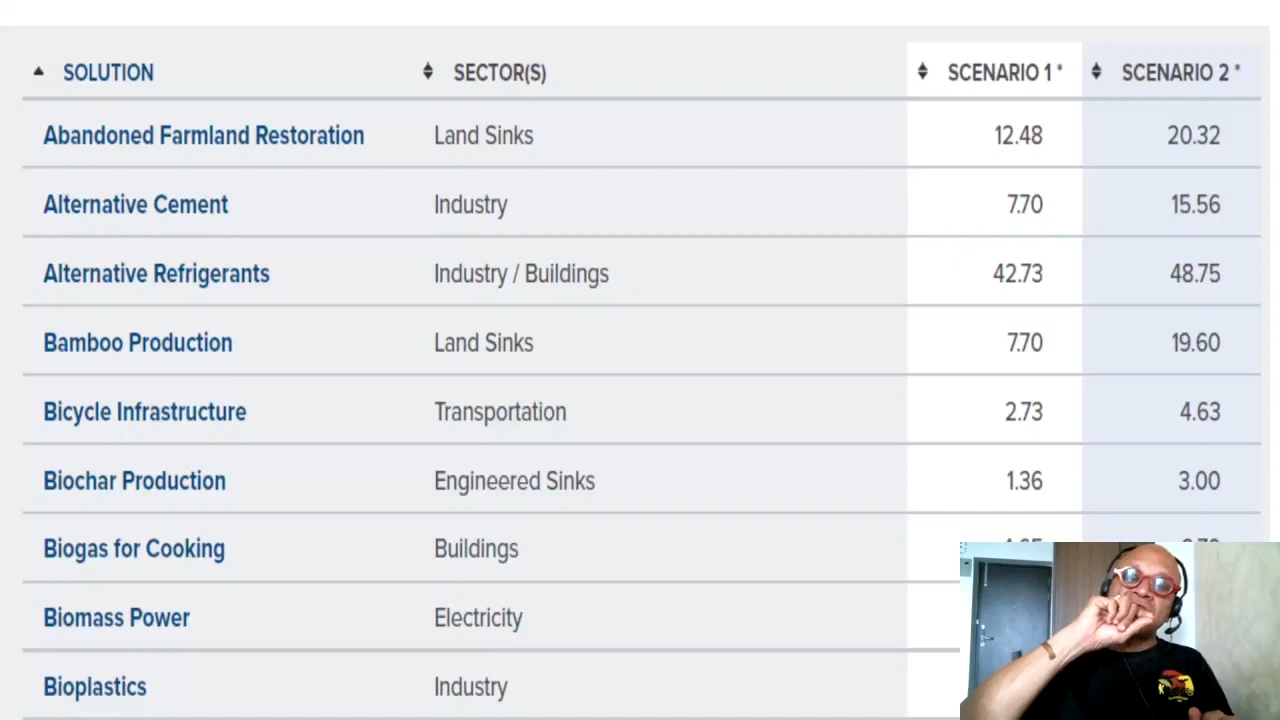 SOLUTION SECTOR(S) SCENARIO 1 * SCENARIO 2 *
Abandoned Farmland Restoration Land Sinks 12.48 20.32
Alternative Cement Industry 7.70 15.56
Alternative Refrigerants Industry / Buildings 42.73 48.75
Bamboo Production Land Sinks 7.70 19.60
Bicycle Infrastructure Transportation 2.73 4.63
Biochar Production Engineered Sinks 1.36 3.00
Biogas for Cooking Buildings
Biomass Power Electricity
Bioplastics Industry